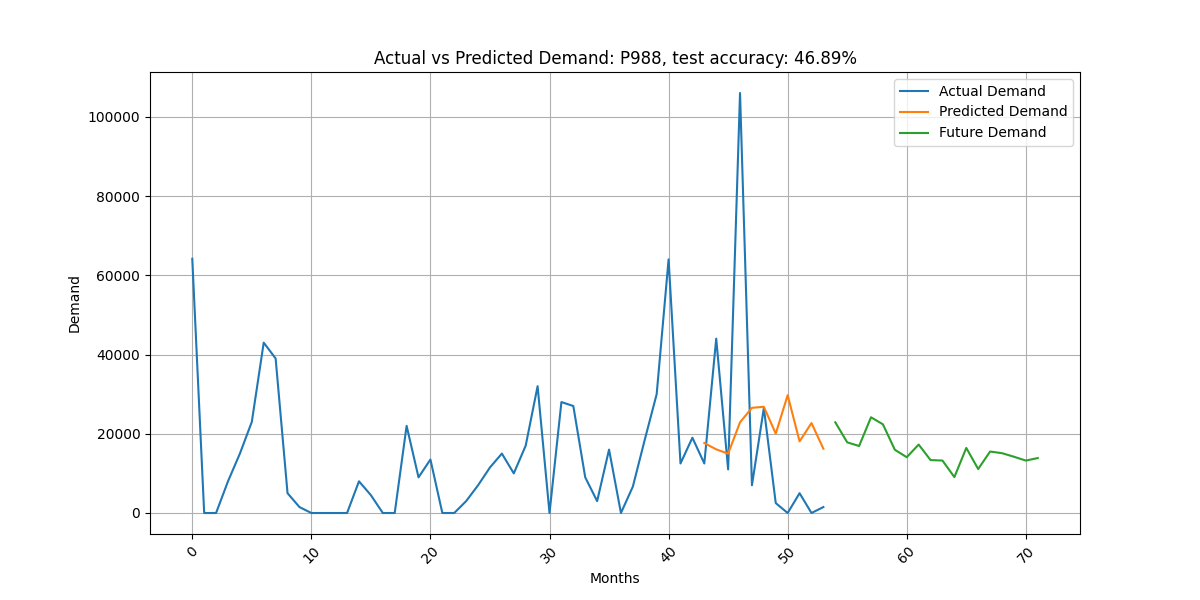 Actual vs Predicted Demand: P988, test accuracy: 46.89%
Actual Demand
Predicted Demand
Future Demand
100000
80000
60000
40000
20000
0
Demand
0
10
20
30
40
50
60
70
Months